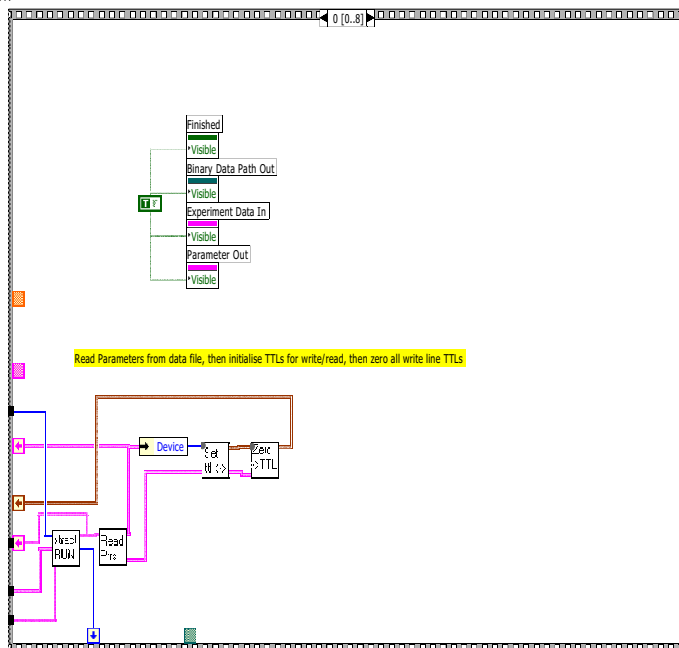 0 [0..8]
Finished
Visible
Binary Data Path Out
Visible
T F
Experiment Data In
Visible
Parameter Out
Visible
Read Parameters from data file, then initialise TTLs for write/read, then zero all write line TTLs
Device
Set
Zero
->TTL
Read
RUN